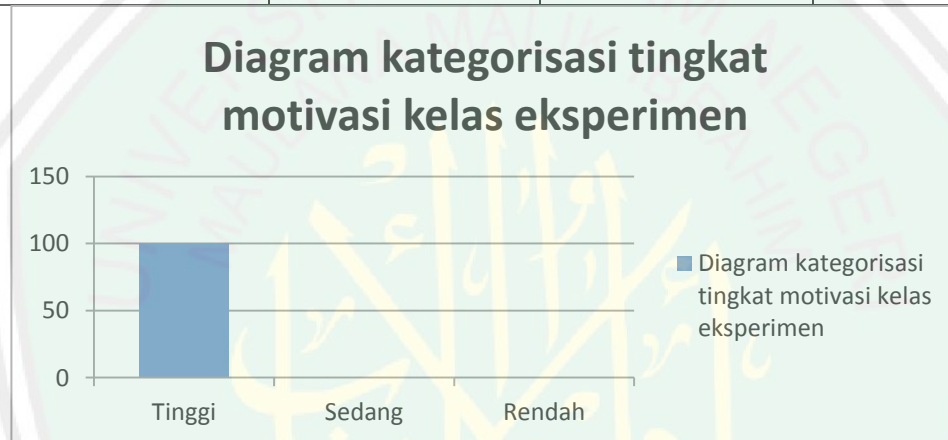 Diagram kategorisasi tingkat
motivasi kelas eksperimen
150
100
50
0
Tinggi
Sedang
Rendah
Diagram kategorisasi
tingkat motivasi kelas
eksperimen